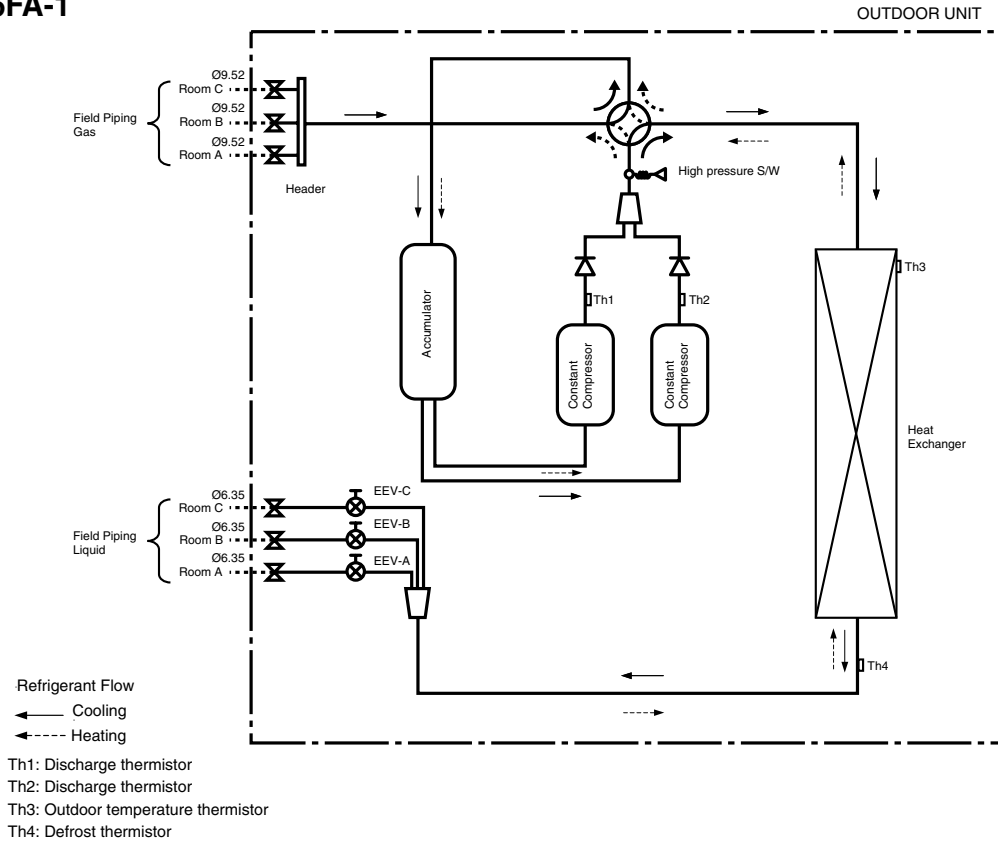 OUTDOOR UNIT
Ø9.52
Room C
Ø9.52
Room B
Ø9.52
Room A
Field Piping
Gas
Header
High pressure S/W
Th1
Th2
Th3
Accumulator
Constant
Compressor
Constant
Compressor
Heat
Exchanger
Ø6.35
Room C
Ø6.35
Room B
Ø6.35
Room A
Field Piping
Liquid
EEV-C
EEV-B
EEV-A
Th4
Refrigerant Flow
Cooling
Heating
Th1: Discharge thermistor
Th2: Discharge thermistor
Th3: Outdoor temperature thermistor
Th4: Defrost thermistor